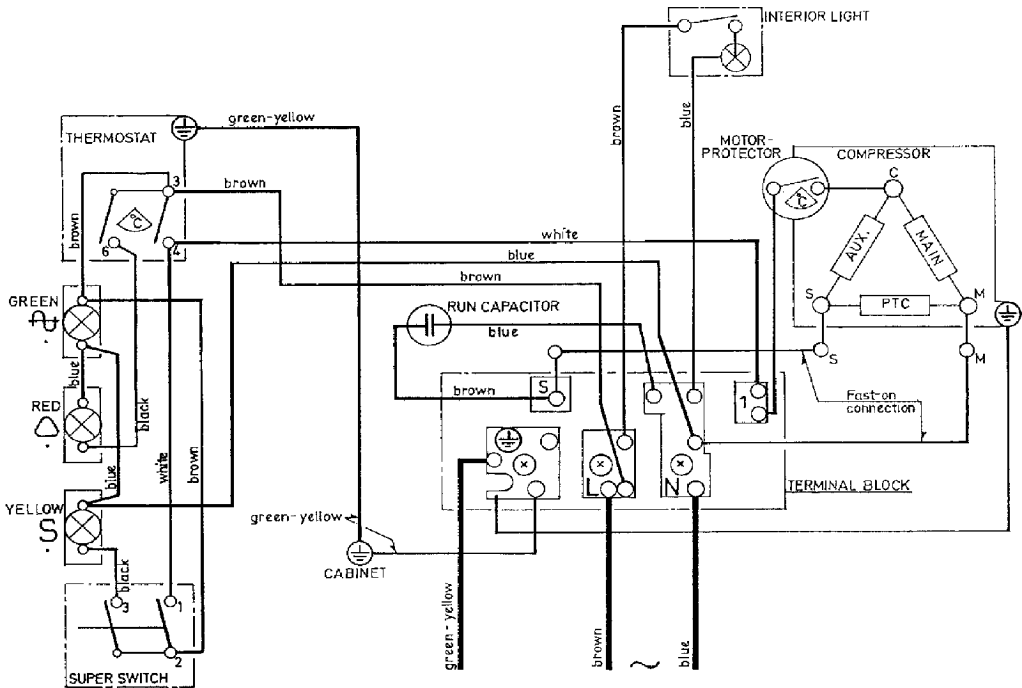 INTERIOR LIGHT
green-yellow
THERMOSTAT
brown
blue
MOTOR-
PROTECTOR
COMPRESSOR
C
3
brown
°C
°C
brown
6
4
AUX.
MAIN
white
blue
brown
S
PTC
M
GREEN
RUN CAPACITOR
blue
S
M
blue
RED
black
brown
S
1
Fast-on
connection
blue
white
brown
YELLOW
S
L
N
TERMINAL BLOCK
green-yellow
CABINET
black
3
1
2
green-yellow
brown
~
blue
SUPER SWITCH